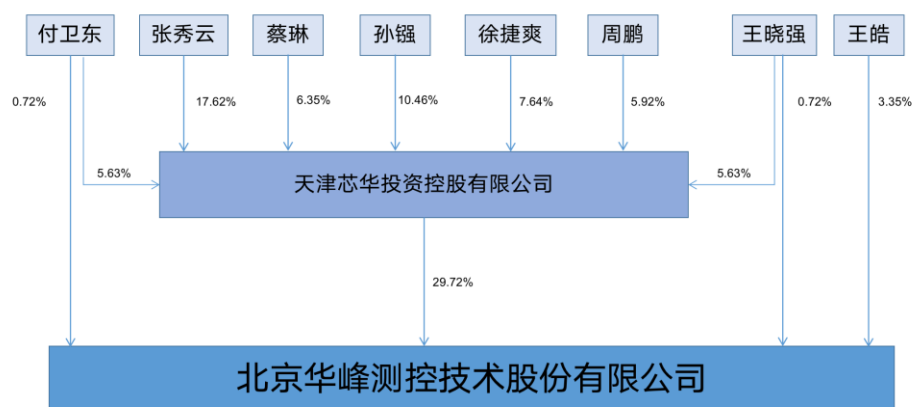 付卫东 张秀云 蔡琳 孙镪 徐捷爽 周鹏 王晓强 王皓
0.72% 17.62% 6.35% 10.46% 7.64% 5.92% 0.72% 3.35%
5.63% 天津芯华投资控股有限公司 5.63%
29.72%
北京华峰测控技术股份有限公司